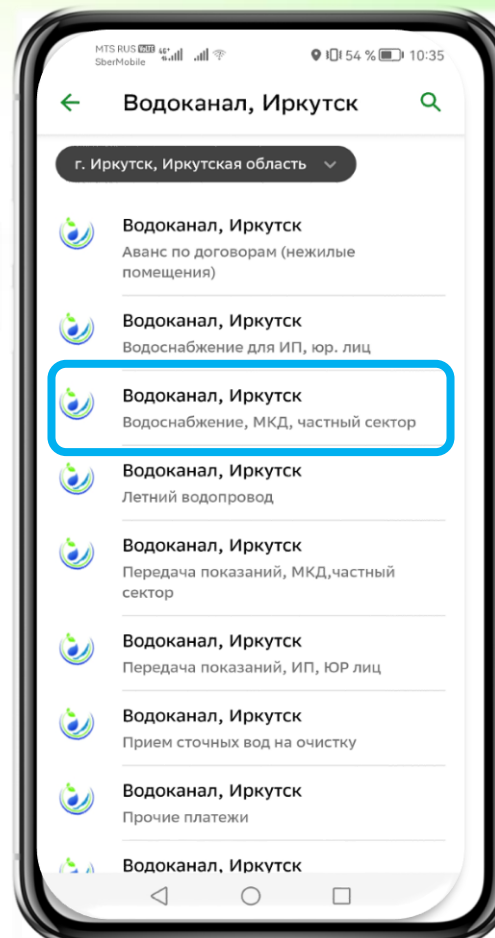 MTS RUS VoLTE 4G+
SberMobile
54 % 10:35
Водоканал, Иркутск
г. Иркутск, Иркутская область
Водоканал, Иркутск
Аванс по договорам (нежилые
помещения)
Водоканал, Иркутск
Водоснабжение для ИП, юр. лиц
Водоканал, Иркутск
Водоснабжение, МКД, частный сектор
Водоканал, Иркутск
Летний водопровод
Водоканал, Иркутск
Передача показаний, МКД,частный
сектор
Водоканал, Иркутск
Передача показаний, ИП, ЮР лиц
Водоканал, Иркутск
Прием сточных вод на очистку
Водоканал, Иркутск
Прочие платежи
Водоканал, Иркутск